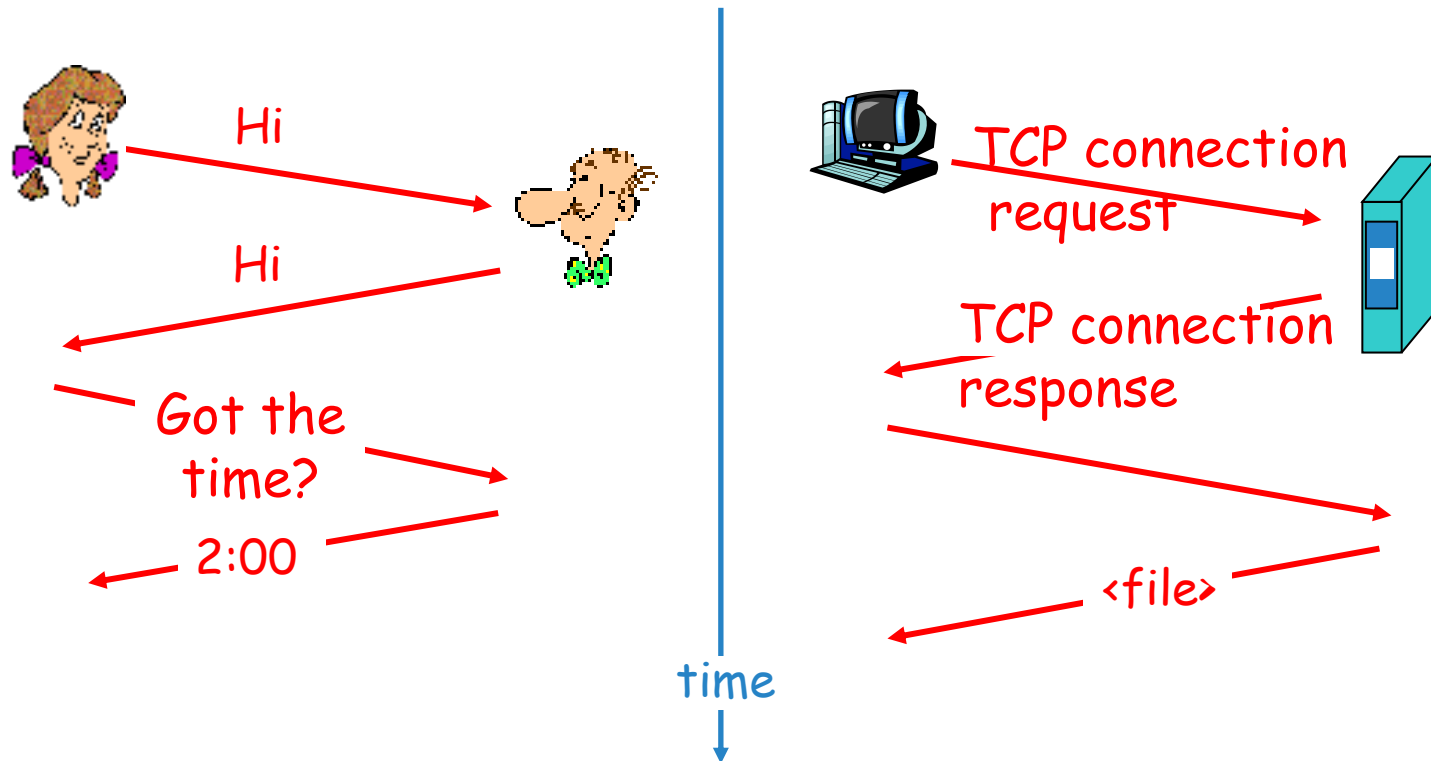 Hi
Hi
Got the
time?
2:00
TCP connection
request
TCP connection
response
<file>
time